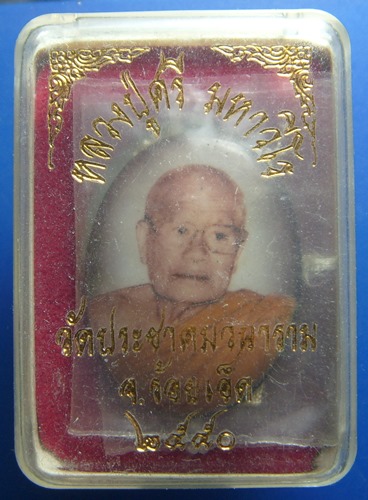 หลวงปู่ศรี มหาวีโร
วัดประชาคมวนาราม
จ.ร้อยเอ็ด
๒๕๕๐